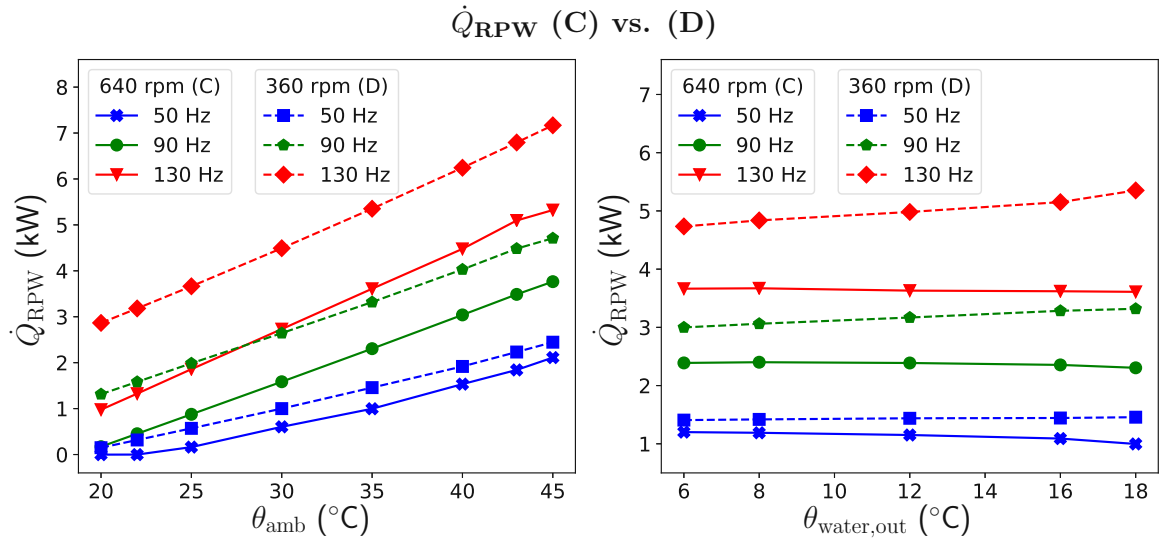 Q̇RPW (C) vs. (D)
640 rpm (C)
50 Hz
90 Hz
130 Hz
360 rpm (D)
50 Hz
90 Hz
130 Hz
Q̇RPW (kW)
8
7
6
5
4
3
2
1
0
20 25 30 35 40 45
θamb (°C)
640 rpm (C)
50 Hz
90 Hz
130 Hz
360 rpm (D)
50 Hz
90 Hz
130 Hz
Q̇RPW (kW)
7
6
5
4
3
2
1
6 8 10 12 14 16 18
θwater,out (°C)